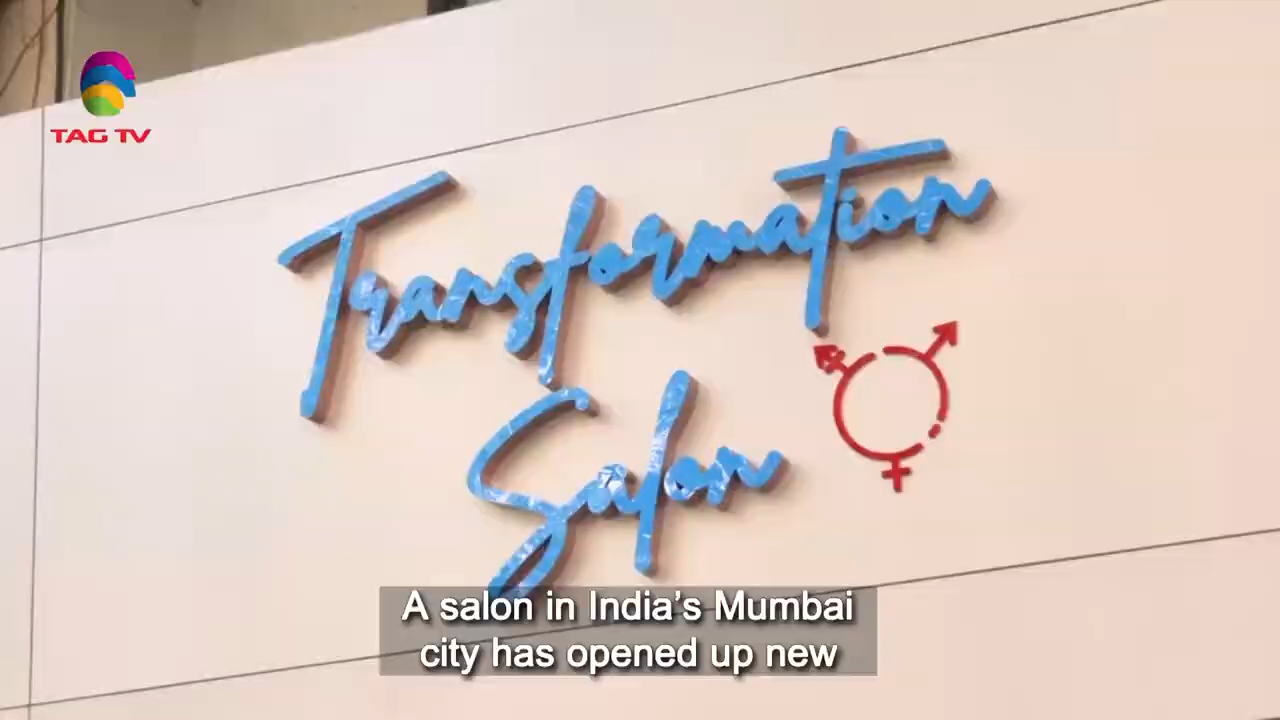 TAG TV
Transformation
Salon
A salon in India's Mumbai
city has opened up new